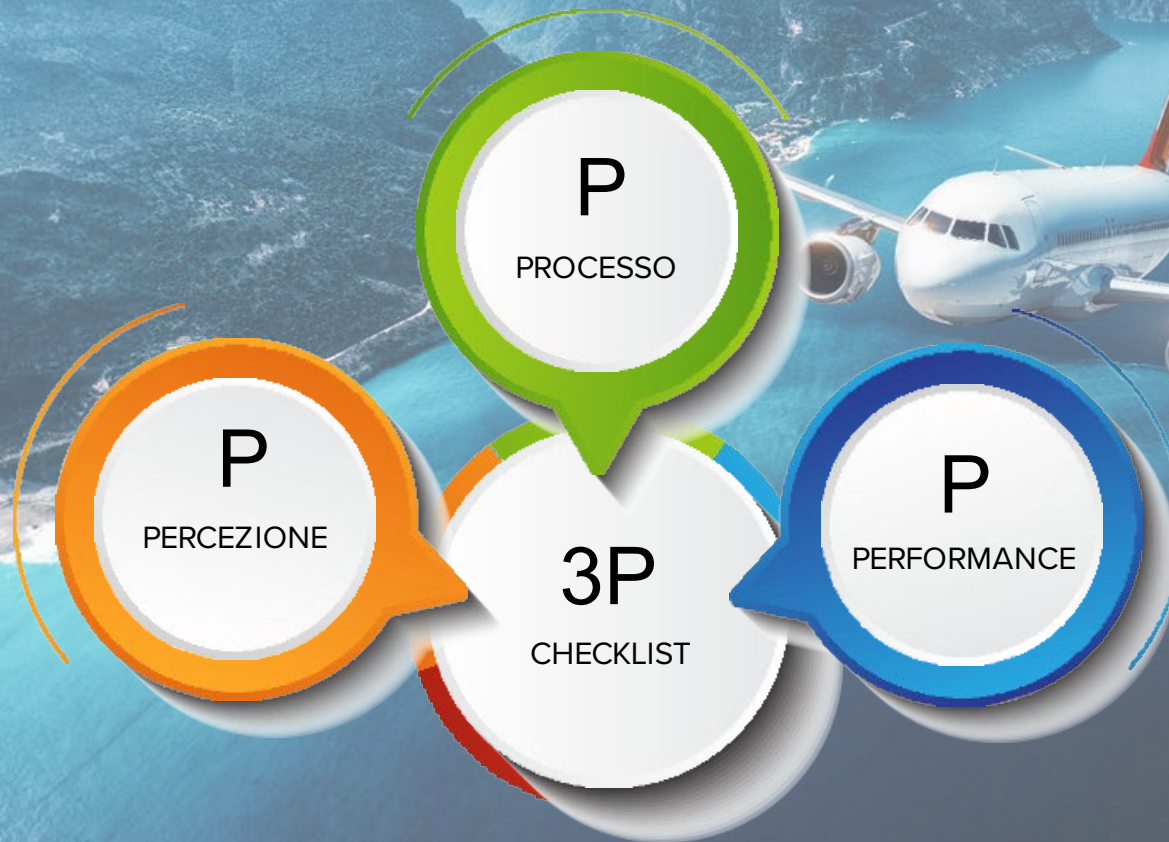 P
PROCESSO
P
PERCEZIONE
P
PERFORMANCE
3P
CHECKLIST